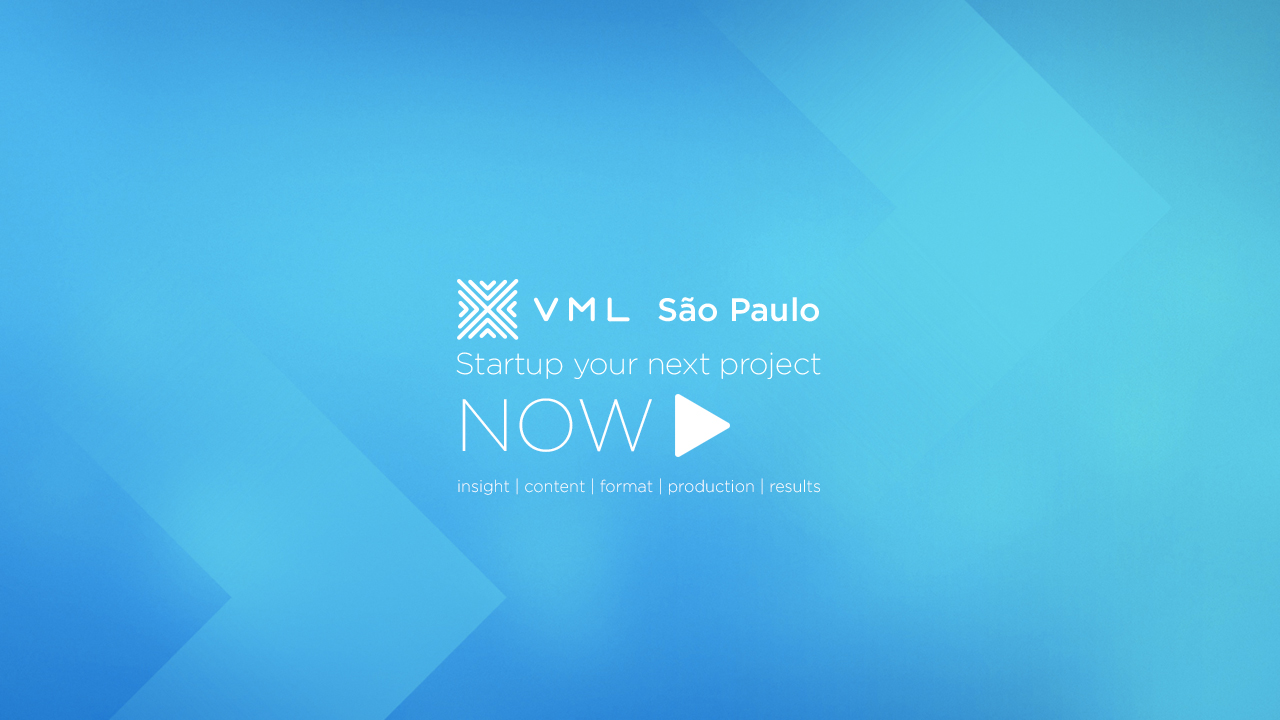 VML São Paulo
Startup your next project
NOW
insight | content | format | production | results